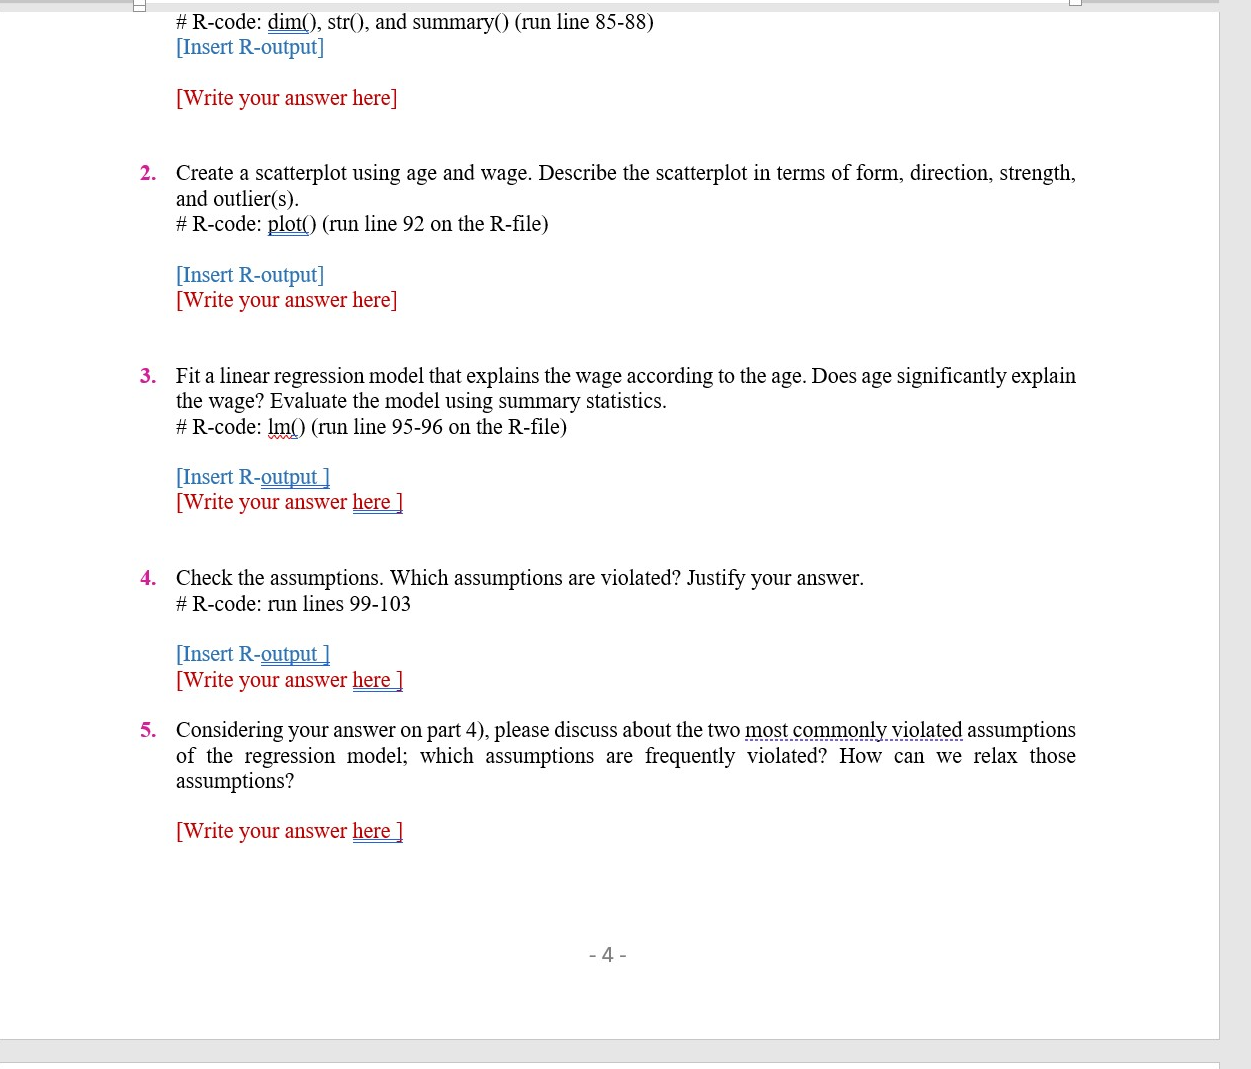 # R-code: dim(), str(), and summary() (run line 85-88)
[Insert R-output]
[Write your answer here]
2. Create a scatterplot using age and wage. Describe the scatterplot in terms of form, direction, strength,
and outlier(s).
# R-code: plot() (run line 92 on the R-file)
[Insert R-output]
[Write your answer here]
3. Fit a linear regression model that explains the wage according to the age. Does age significantly explain
the wage? Evaluate the model using summary statistics.
# R-code: lm() (run line 95-96 on the R-file)
[Insert R-output ]
[Write your answer here ]
4. Check the assumptions. Which assumptions are violated? Justify your answer.
# R-code: run lines 99-103
[Insert R-output ]
[Write your answer here ]
5. Considering your answer on part 4), please discuss about the two most commonly violated assumptions
of the regression model; which assumptions are frequently violated? How can we relax those
assumptions?
[Write your answer here ]
- 4 -